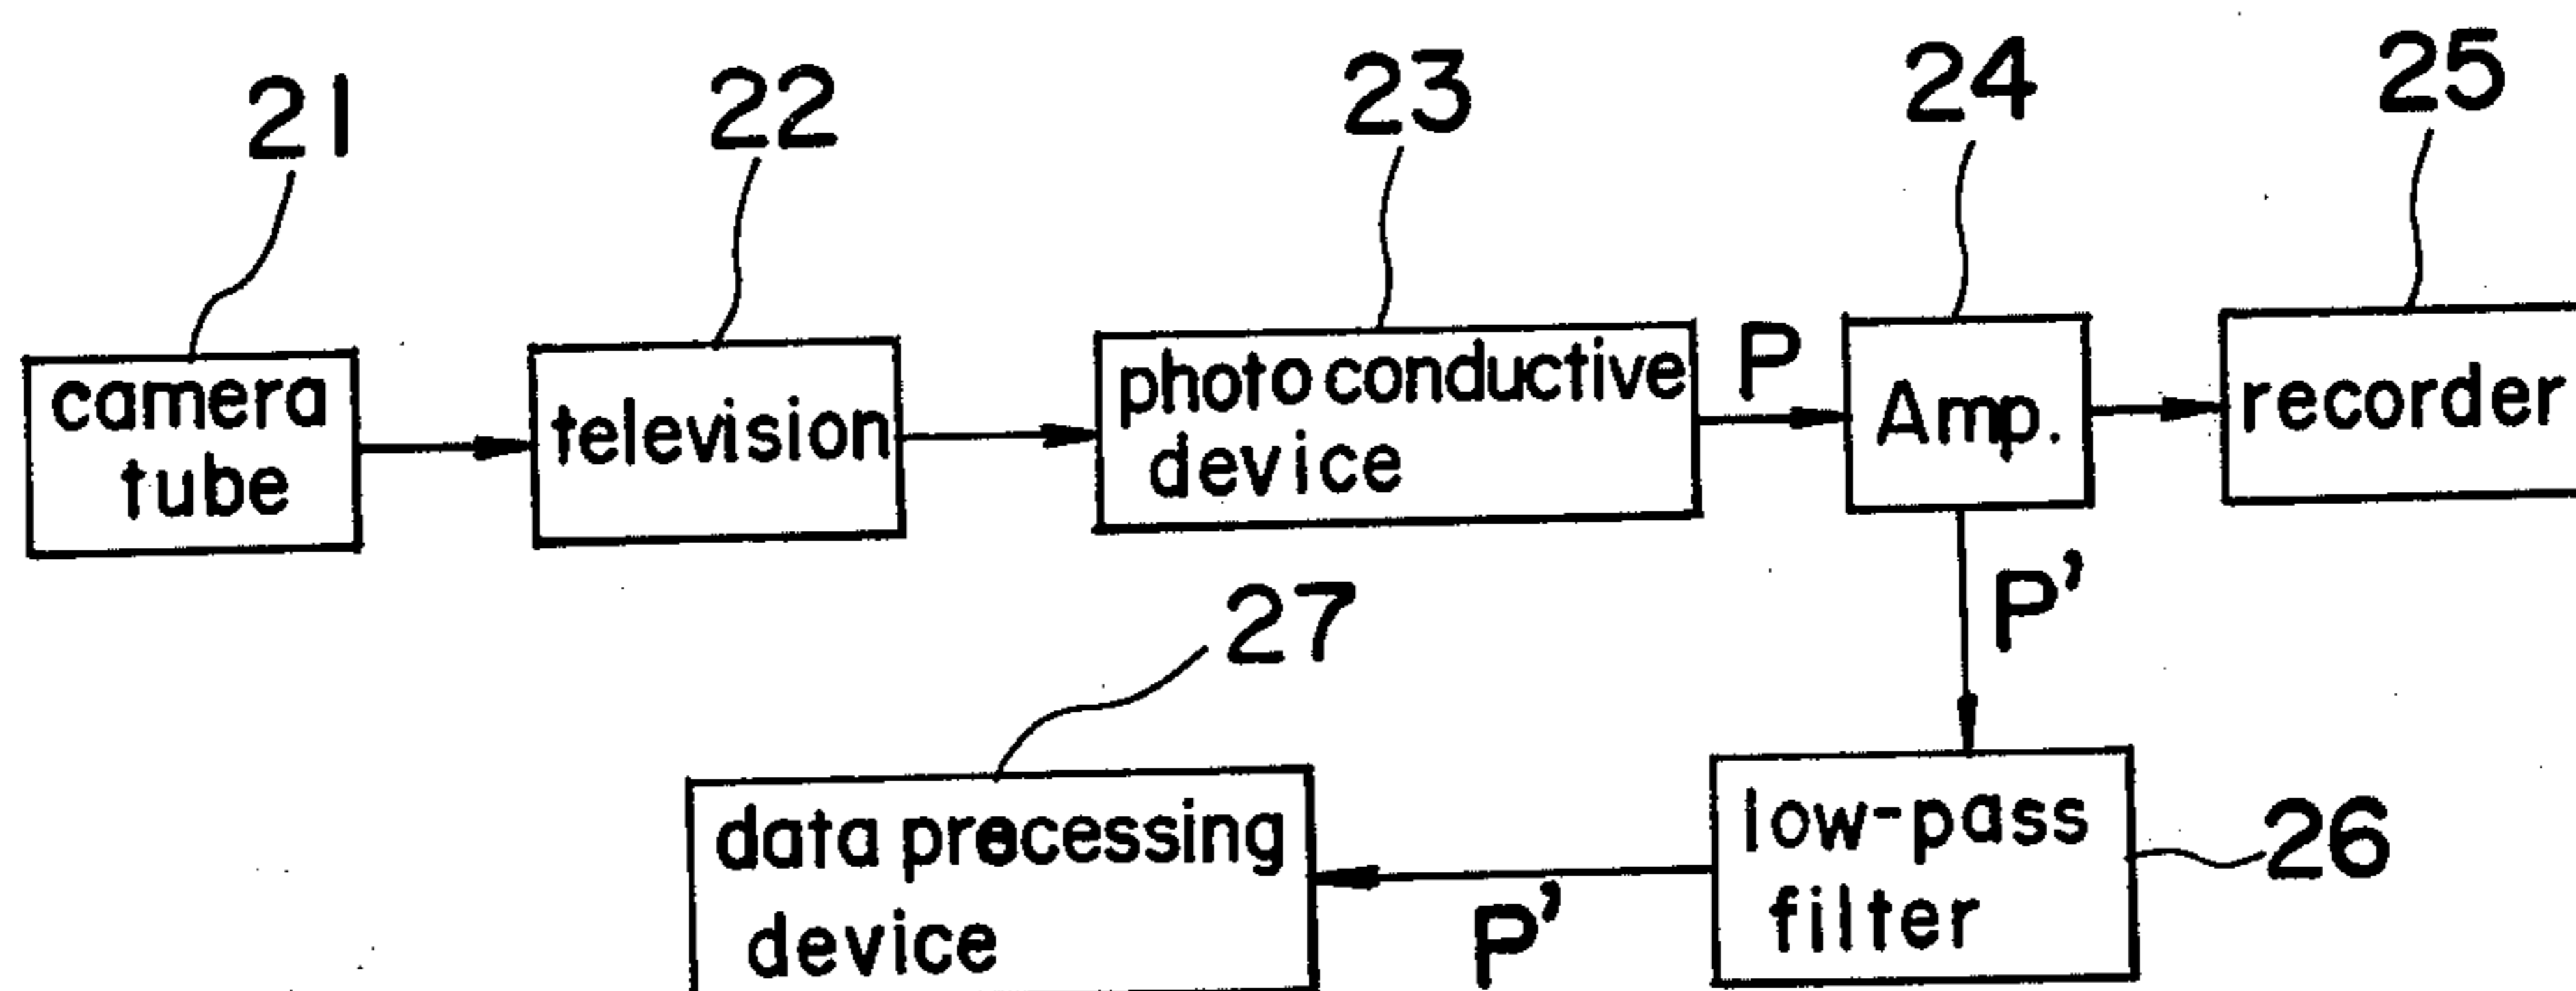 21
22
23
24
25
camera
tube
television
photo conductive
device
P
Amp.
recorder
P'
27
data processing
device
P'
low-pass
filter
26